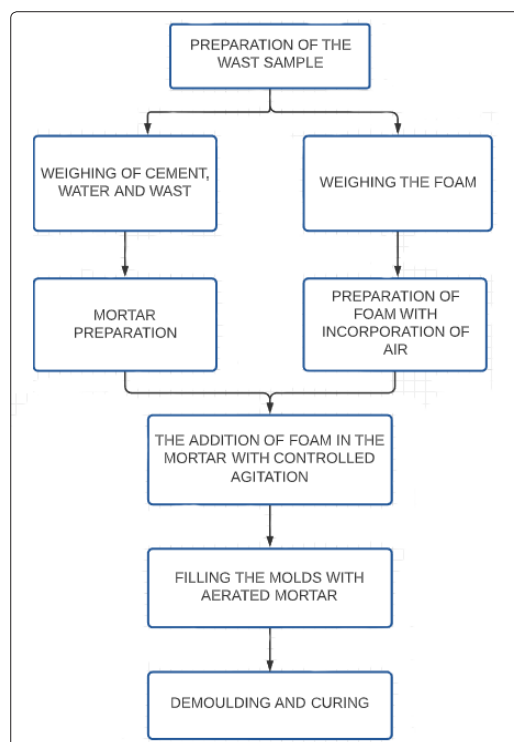 PREPARATION OF THE
WAST SAMPLE
WEIGHING OF CEMENT,
WATER AND WAST
WEIGHING THE FOAM
MORTAR
PREPARATION
PREPARATION OF
FOAM WITH
INCORPORATION OF
AIR
THE ADDITION OF FOAM IN THE
MORTAR WITH CONTROLLED
AGITATION
FILLING THE MOLDS WITH
AERATED MORTAR
DEMOULDING AND CURING